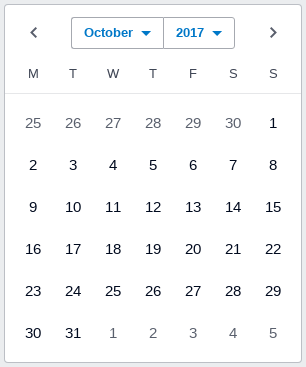 October 2017
M T W T F S S
25 26 27 28 29 30 1
2 3 4 5 6 7 8
9 10 11 12 13 14 15
16 17 18 19 20 21 22
23 24 25 26 27 28 29
30 31 1 2 3 4 5